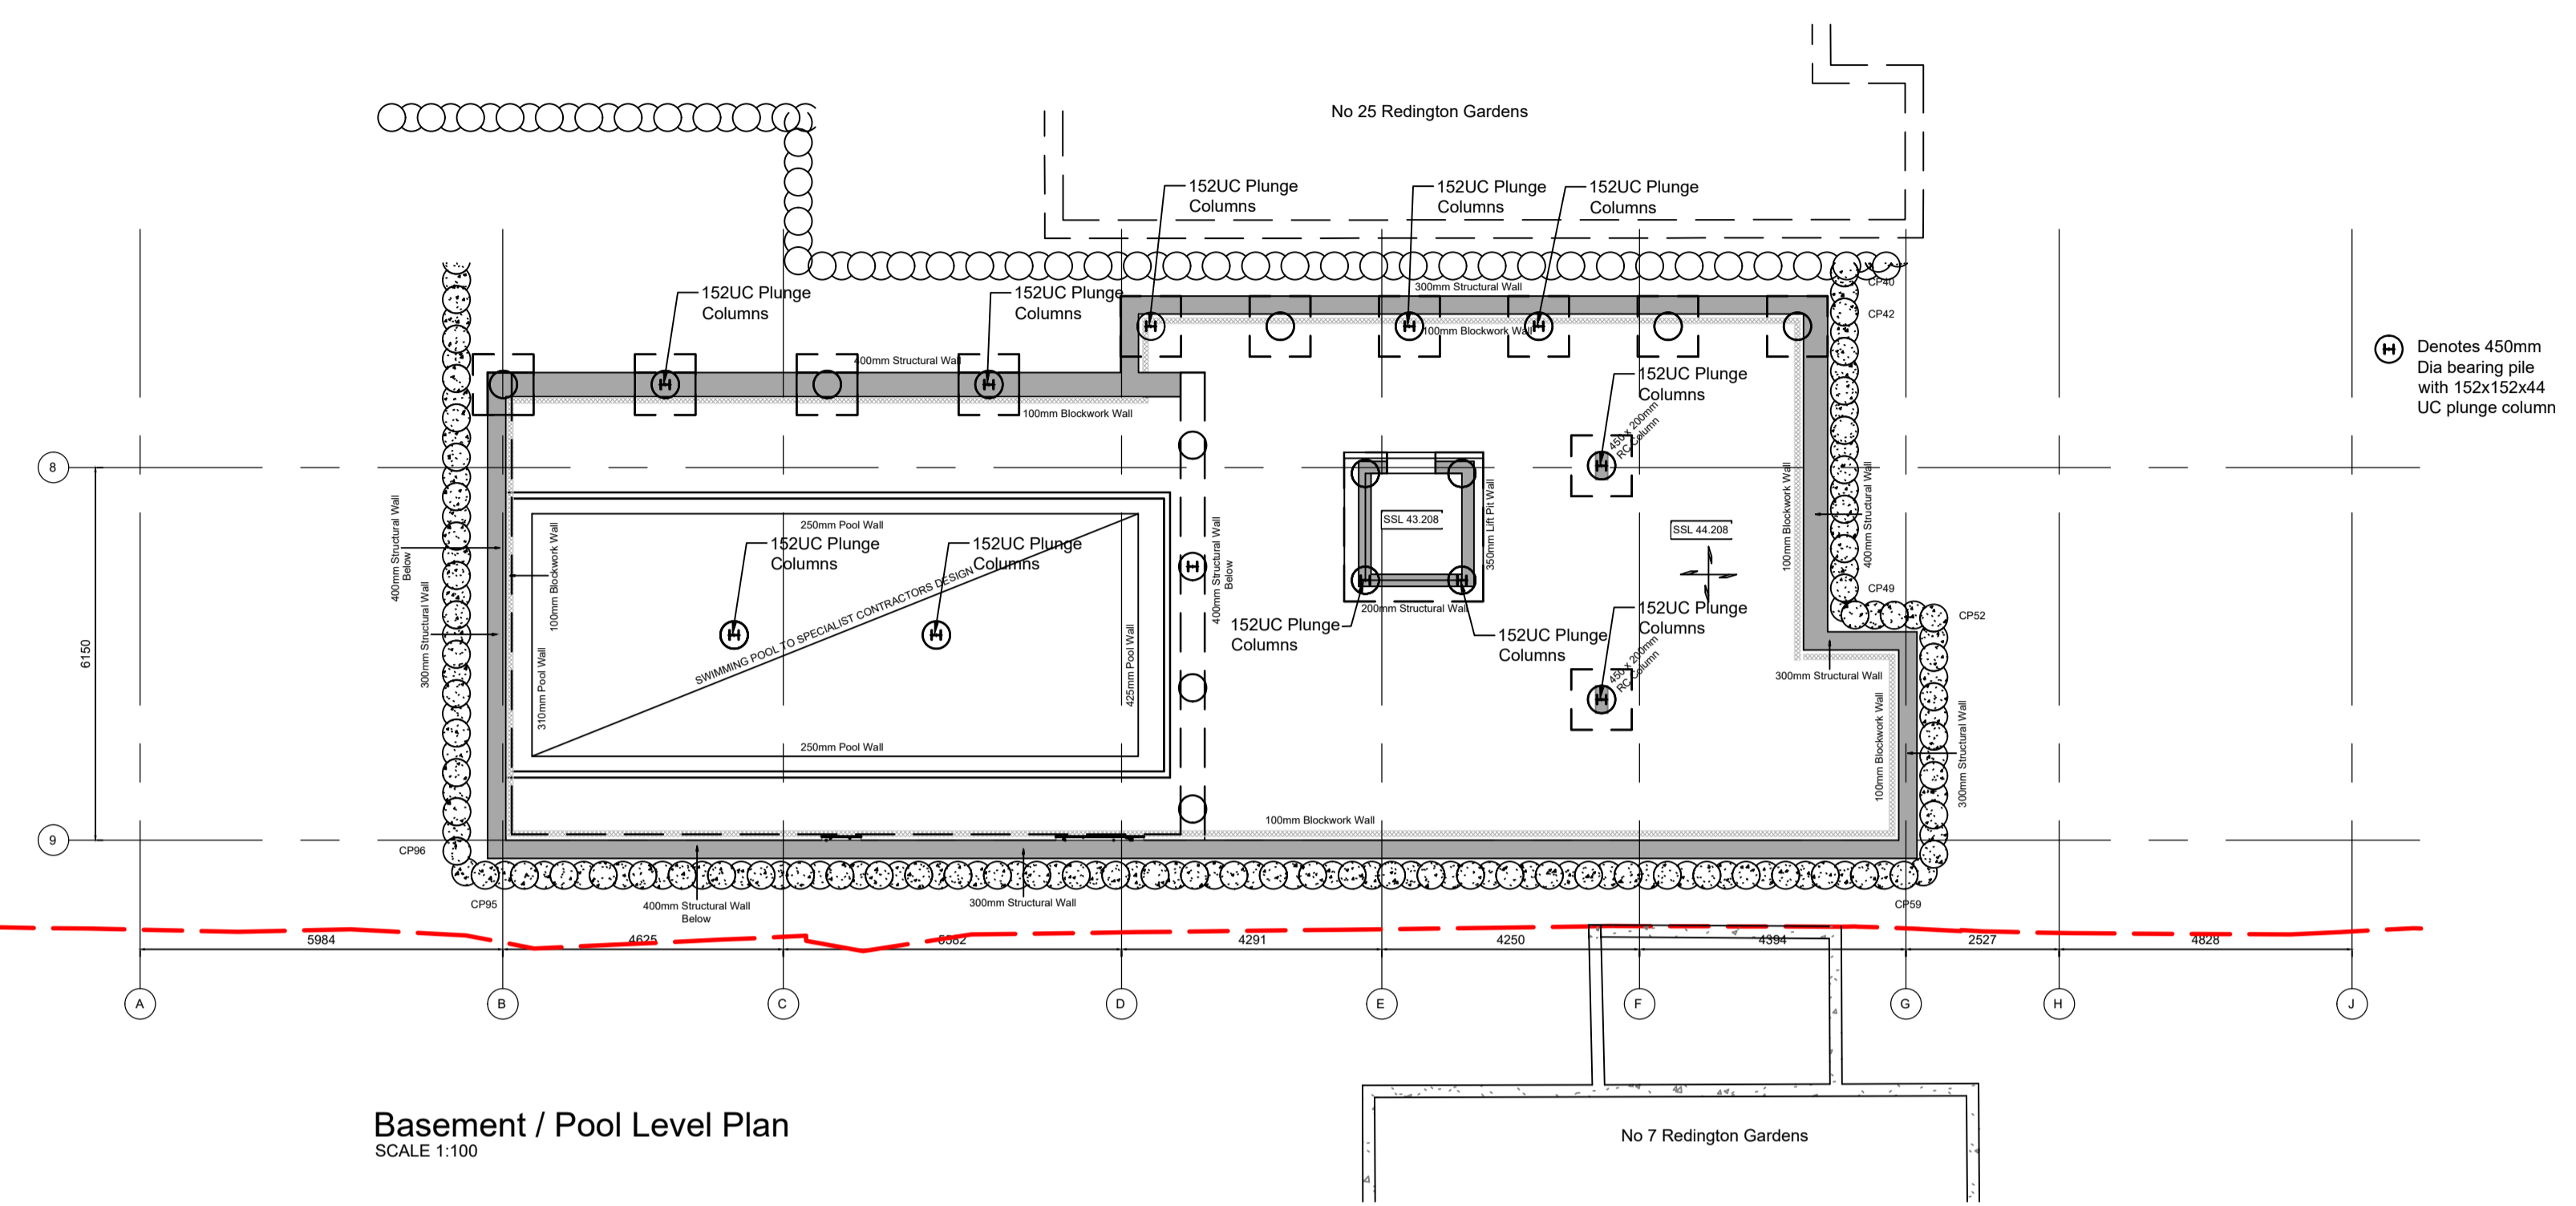 No 25 Redington Gardens
152UC Plunge
Columns
152UC Plunge
Columns
152UC Plunge
Columns
152UC Plunge
Columns
152UC Plunge
Columns
300mm Structural Wall
CP40
CP42
100mm Blockwork Wall
400mm Structural Wall
100mm Blockwork Wall
Denotes 450mm
Dia bearing pile
with 152x152x44
UC plunge column
152UC Plunge
Columns
450 x 200mm
RC Column
8
6150
9
400mm Structural Wall
Below
300mm Structural Wall
100mm Blockwork Wall
310mm Pool Wall
250mm Pool Wall
152UC Plunge
Columns
152UC Plunge
Columns
SWIMMING POOL TO SPECIALIST CONTRACTORS DESIGN
425mm Pool Wall
250mm Pool Wall
400mm Structural Wall
Below
SSL 43.208
350mm Lift Pit Wall
200mm Structural Wall
152UC Plunge
Columns
152UC Plunge
Columns
SSL 44.208
152UC Plunge
Columns
450 x 200mm
RC Column
100mm Blockwork Wall
400mm Structural Wall
CP49
CP52
300mm Structural Wall
100mm Blockwork Wall
300mm Structural Wall
100mm Blockwork Wall
CP96
CP95
400mm Structural Wall
Below
300mm Structural Wall
CP59
5984
4625
5582
4291
4250
4394
2527
4828
A
B
C
D
E
F
G
H
J
Basement / Pool Level Plan
SCALE 1:100
No 7 Redington Gardens